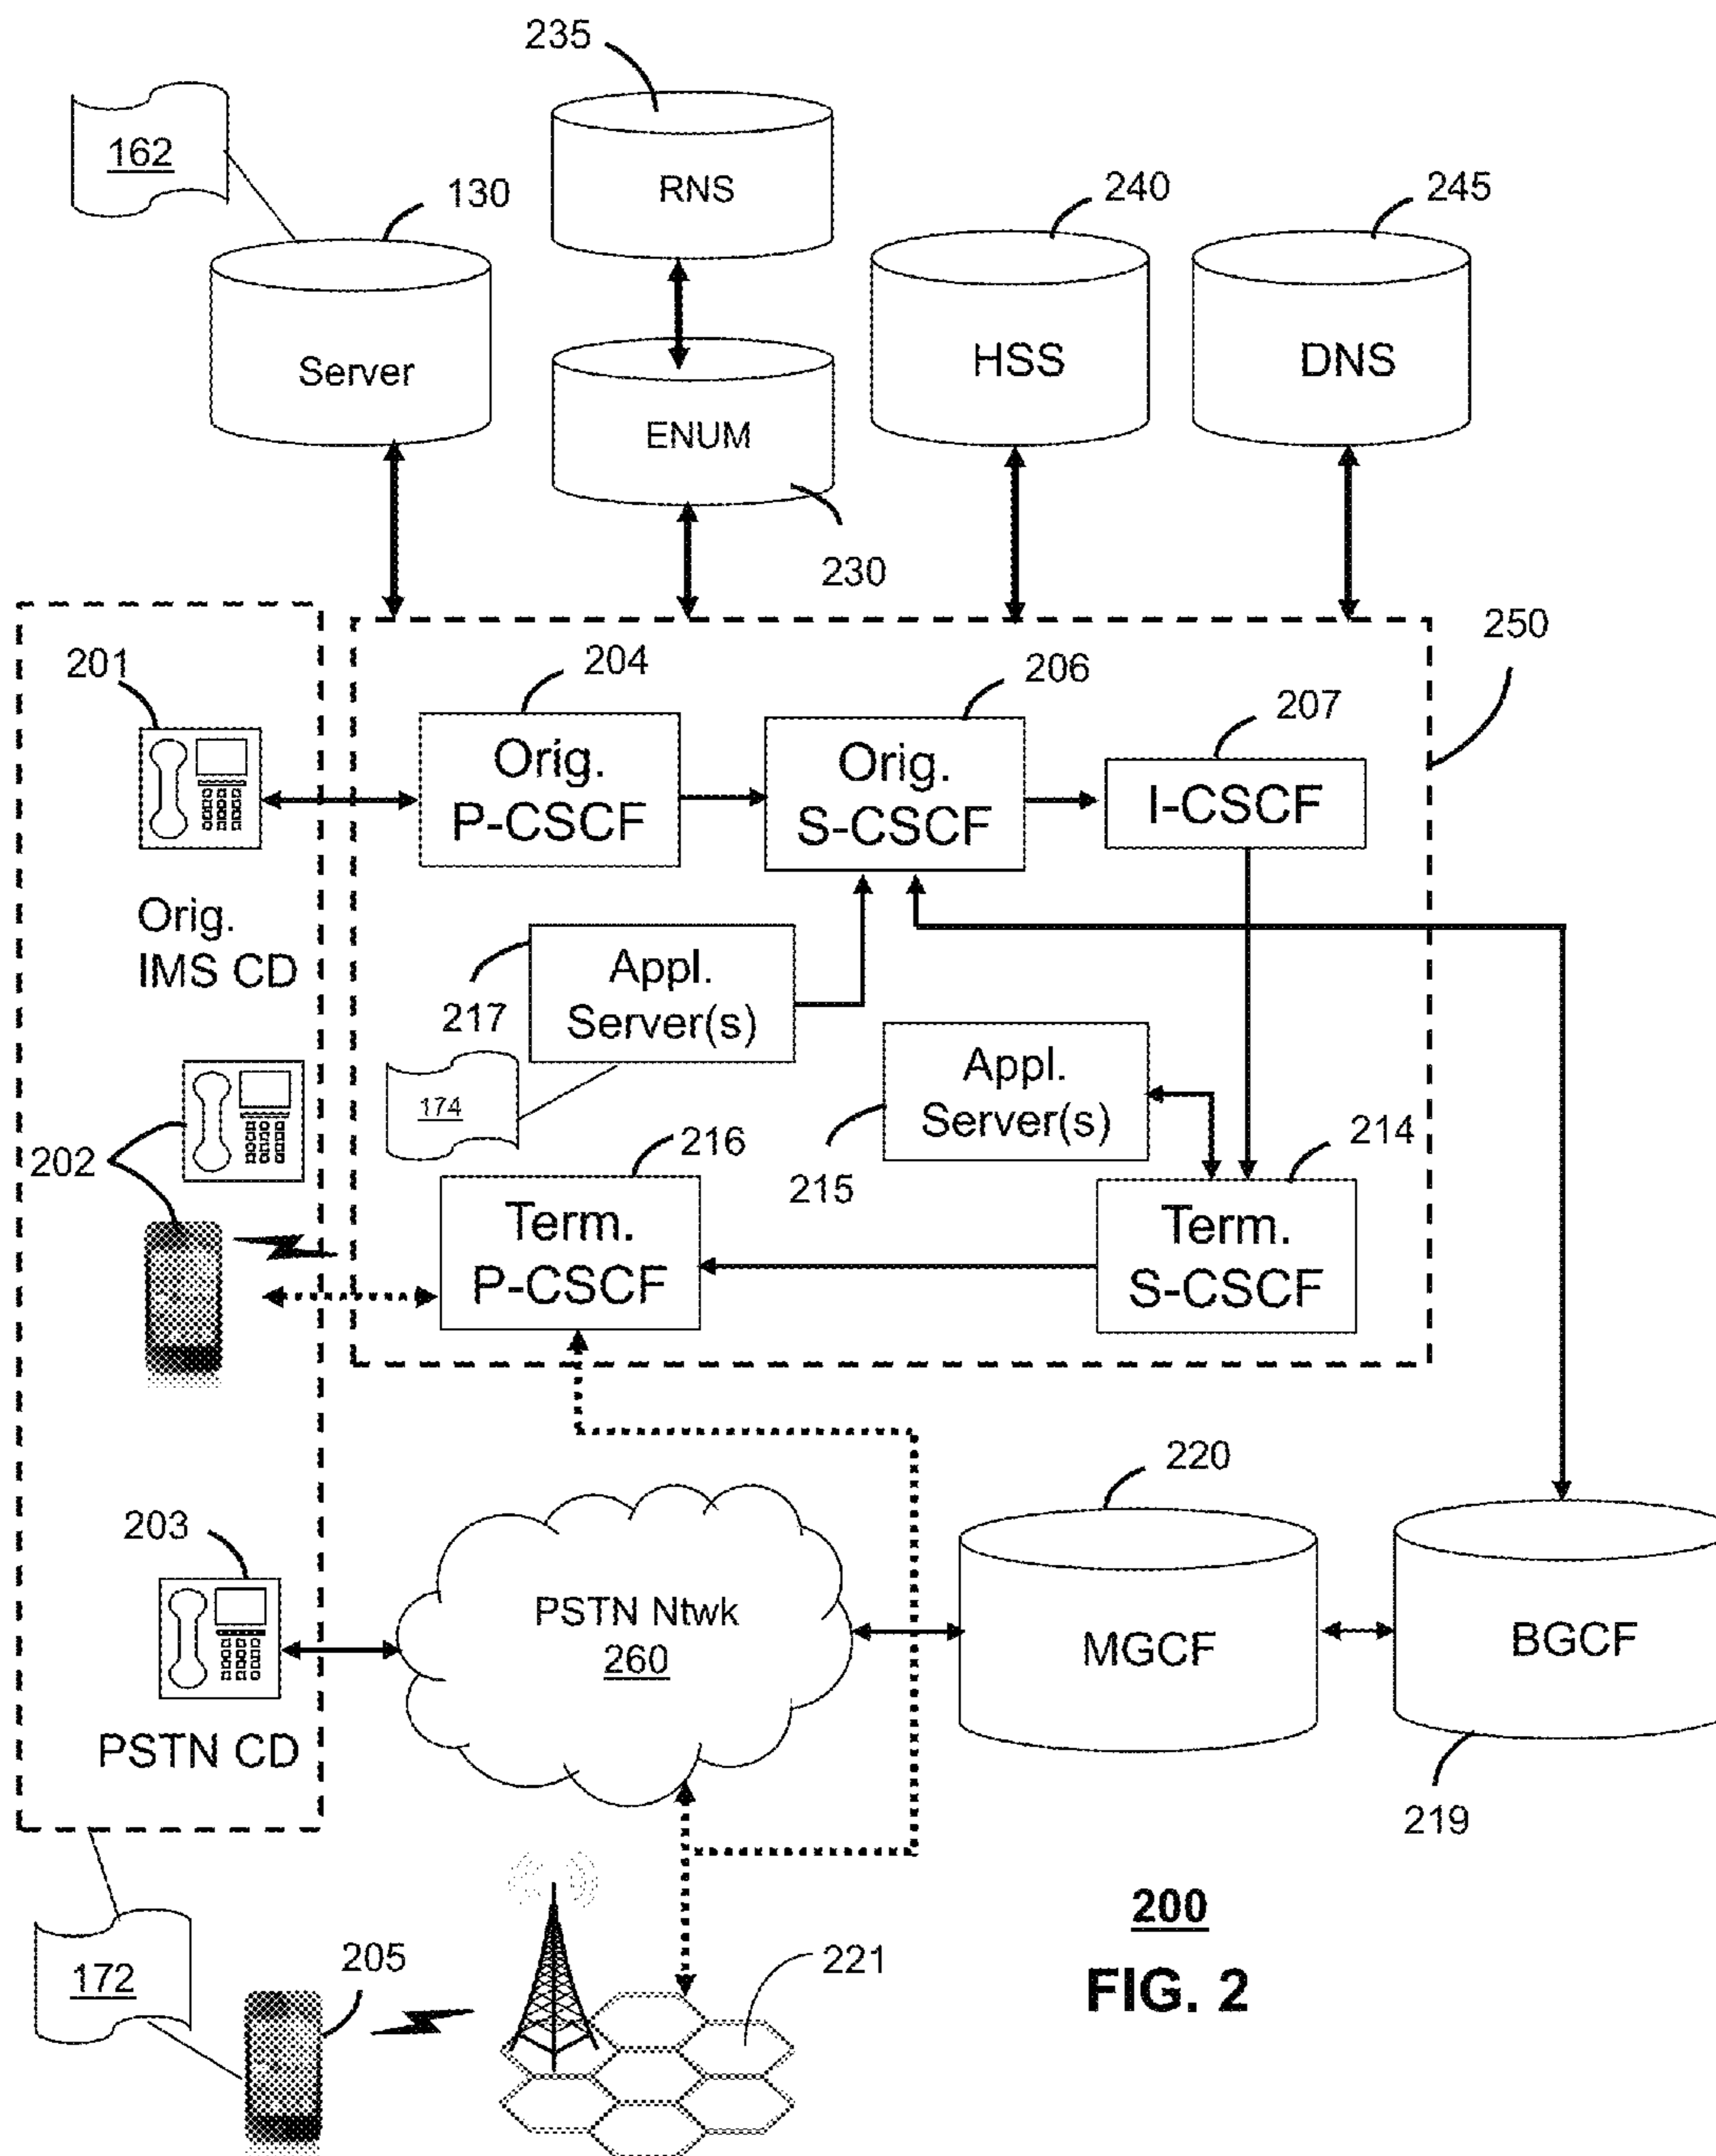 235
162
130
RNS
240
245
Server
ENUM
HSS
DNS
230
250
201
204
206
207
Orig.
P-CSCF
Orig.
S-CSCF
I-CSCF
Orig.
IMS CD
217
Appl.
Server(s)
174
Appl.
Server(s)
215
214
202
216
Term.
P-CSCF
Term.
S-CSCF
220
203
PSTN Ntwk
260
MGCF
BGCF
PSTN CD
219
172
205
221
200
FIG. 2